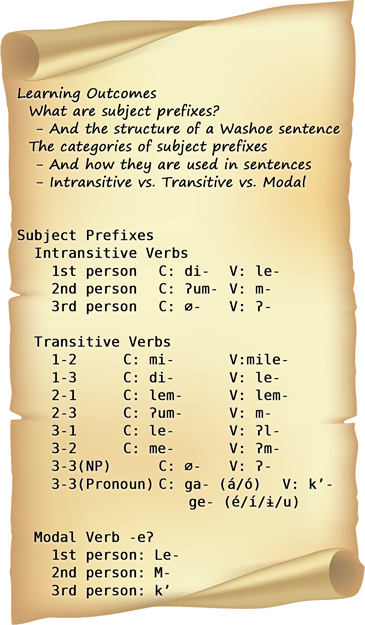 Learning Outcomes
What are subject prefixes?
- And the structure of a Washoe sentence
The categories of subject prefixes
- And how they are used in sentences
- Intransitive vs. Transitive vs. Modal
Subject Prefixes
Intransitive Verbs
1st person C: di- V: le-
2nd person C: ʔum- V: m-
3rd person C: ∅- V: ʔ-
Transitive Verbs
1-2 C: mi- V:mile-
1-3 C: di- V: le-
2-1 C: lem- V: lem-
2-3 C: ʔum- V: m-
3-1 C: le- V: ʔl-
3-2 C: me- V: ʔm-
3-3(NP) C: ∅- V: ʔ-
3-3(Pronoun) C: ga- (á/ó) V: k’-
ge- (é/í/ɨ/u)
Modal Verb -eʔ
1st person: Le-
2nd person: M-
3rd person: k’